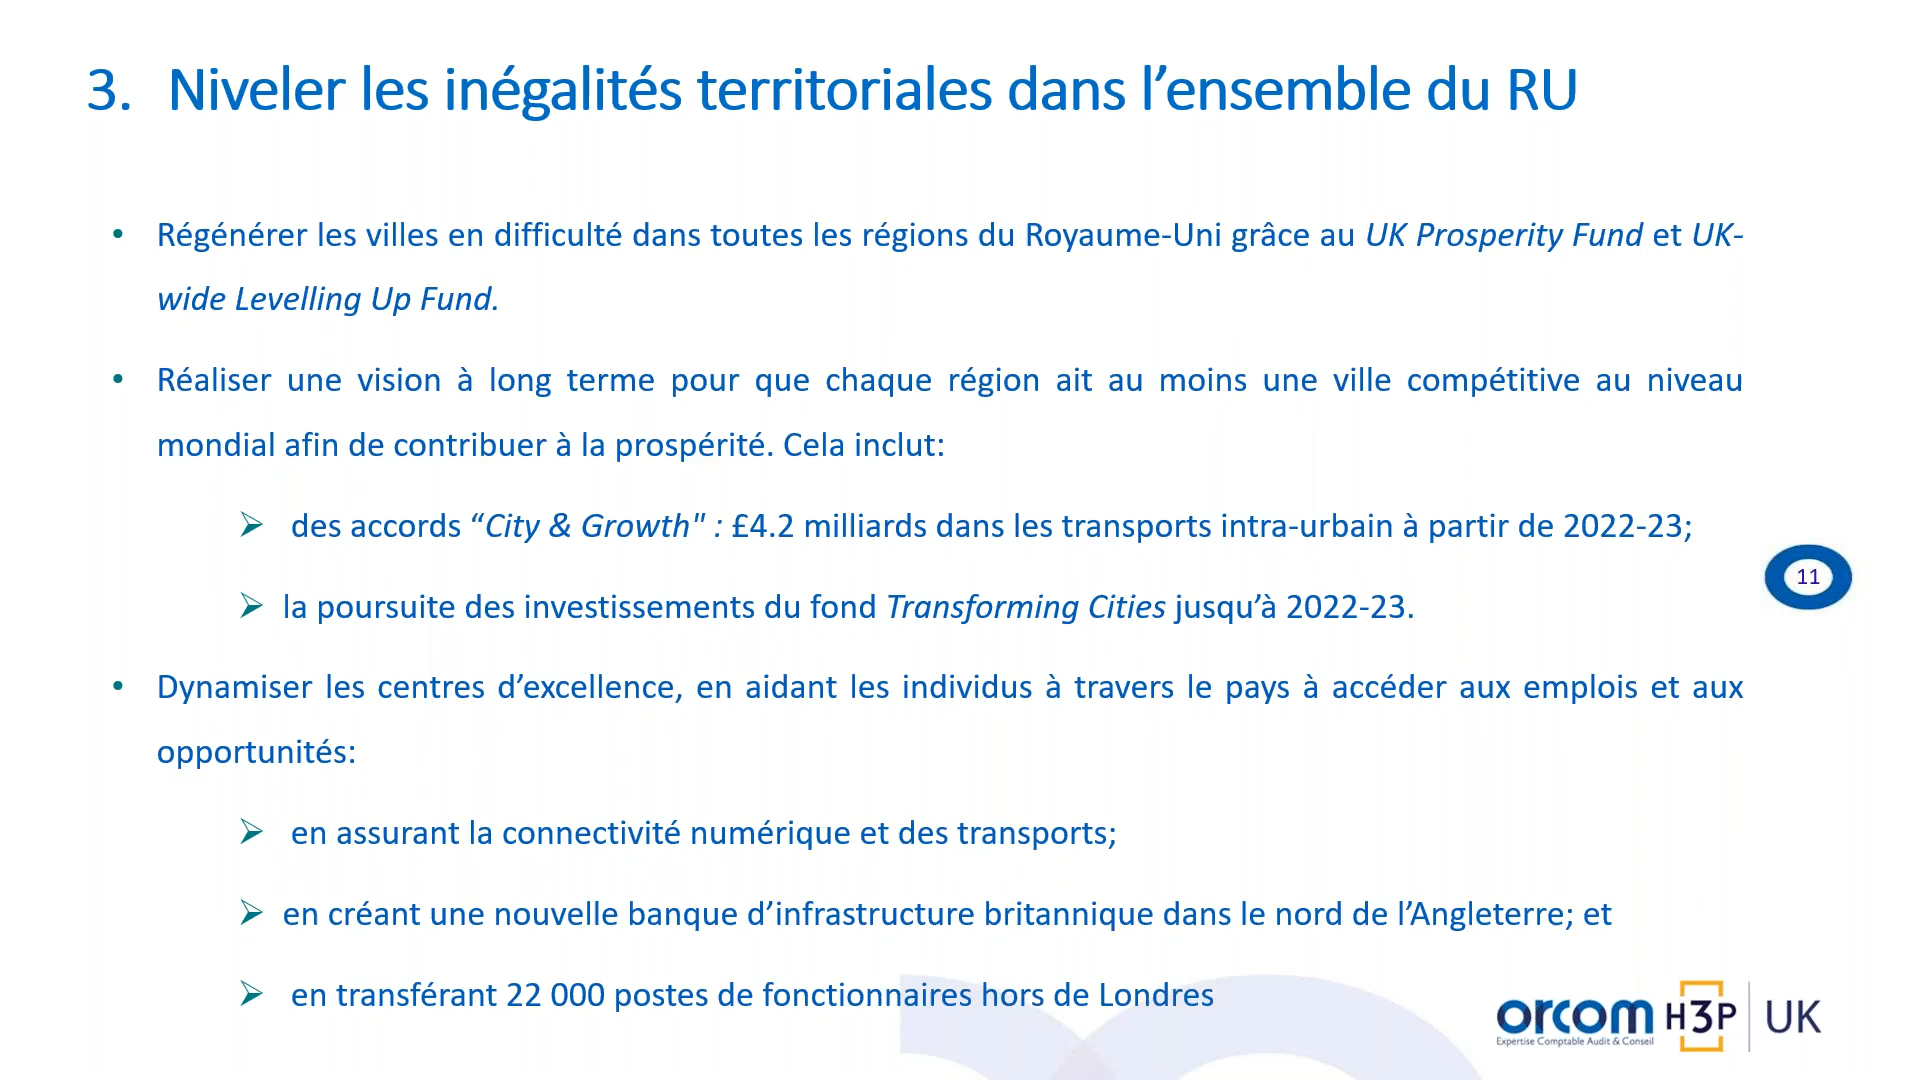 3. Niveler les inégalités territoriales dans l’ensemble du RU
• Régénérer les villes en difficulté dans toutes les régions du Royaume-Uni grâce au UK Prosperity Fund et UK-
wide Levelling Up Fund.
• Réaliser une vision à long terme pour que chaque région ait au moins une ville compétitive au niveau
mondial afin de contribuer à la prospérité. Cela inclut:
➢ des accords “City & Growth" : £4.2 milliards dans les transports intra-urbain à partir de 2022-23;
➢ la poursuite des investissements du fond Transforming Cities jusqu’à 2022-23.
11
• Dynamiser les centres d’excellence, en aidant les individus à travers le pays à accéder aux emplois et aux
opportunités:
➢ en assurant la connectivité numérique et des transports;
➢ en créant une nouvelle banque d’infrastructure britannique dans le nord de l’Angleterre; et
➢ en transférant 22 000 postes de fonctionnaires hors de Londres
orcom H3P UK
Expertise Comptable Audit & Conseil